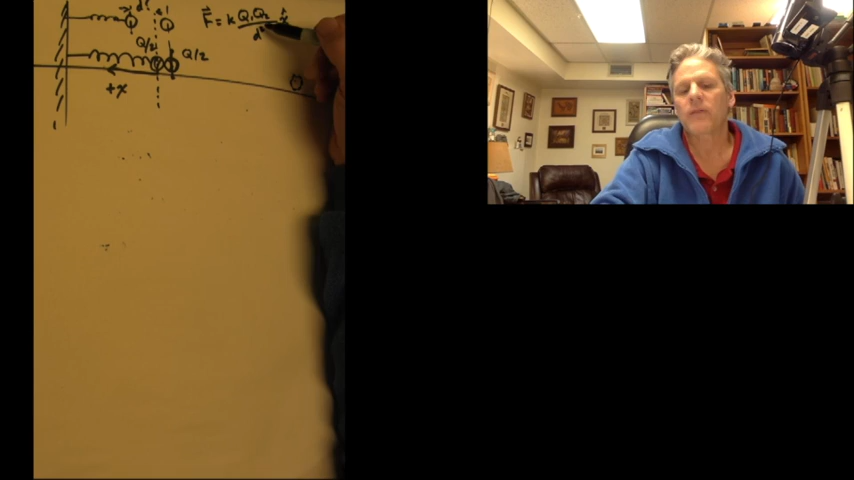 d?
F = k Q₁Q₂ x̂
d²
Q/2 Q/2
+x